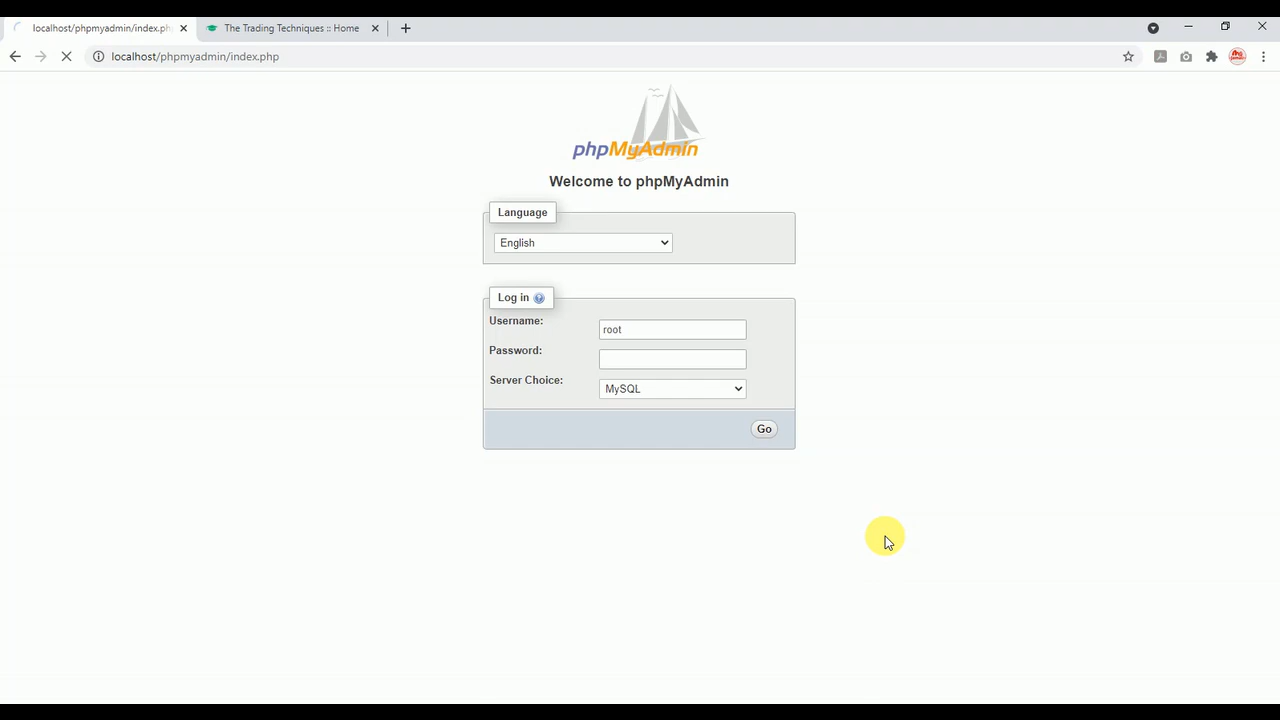 localhost/phpmyadmin/index.ph
The Trading Techniques :: Home
localhost/phpmyadmin/index.php
phpMyAdmin
Welcome to phpMyAdmin
Language
English
Log in
Username:
root
Password:
Server Choice:
MySQL
Go